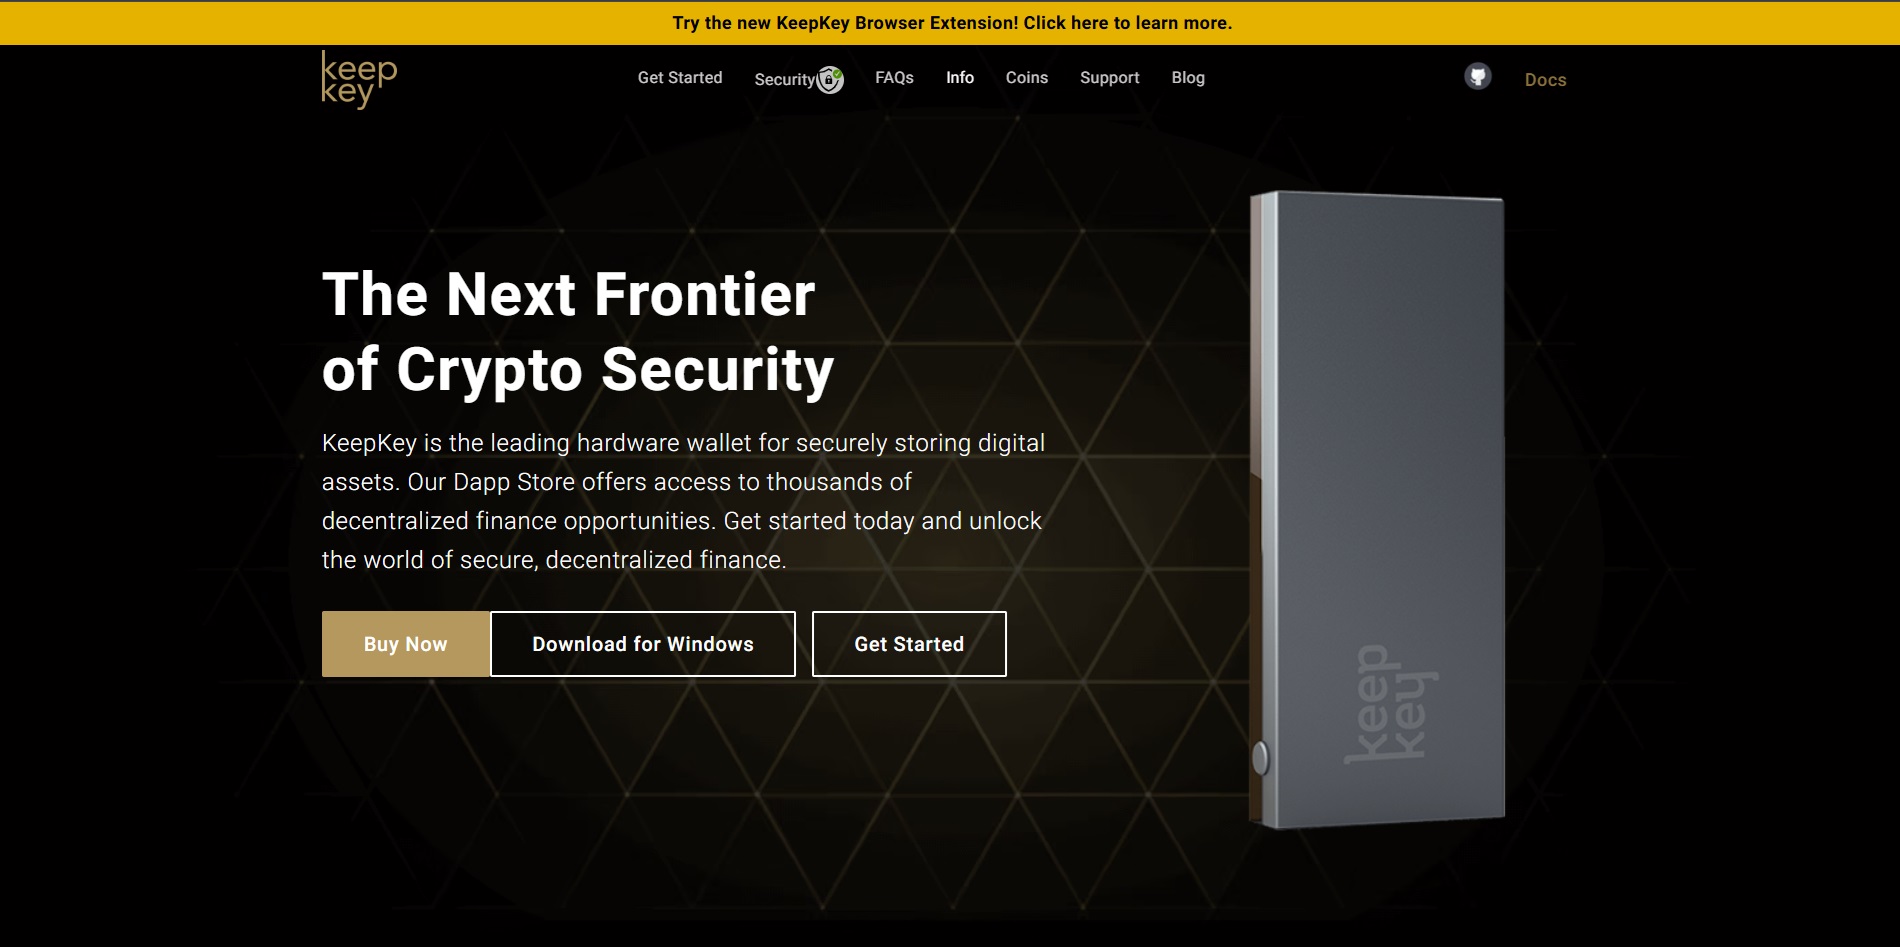 Try the new KeepKey Browser Extension! Click here to learn more.
keep
key
Get Started
Security
FAQs
Info
Coins
Support
Blog
Docs
The Next Frontier
of Crypto Security
KeepKey is the leading hardware wallet for securely storing digital
assets. Our Dapp Store offers access to thousands of
decentralized finance opportunities. Get started today and unlock
the world of secure, decentralized finance.
Buy Now
Download for Windows
Get Started
keep
key